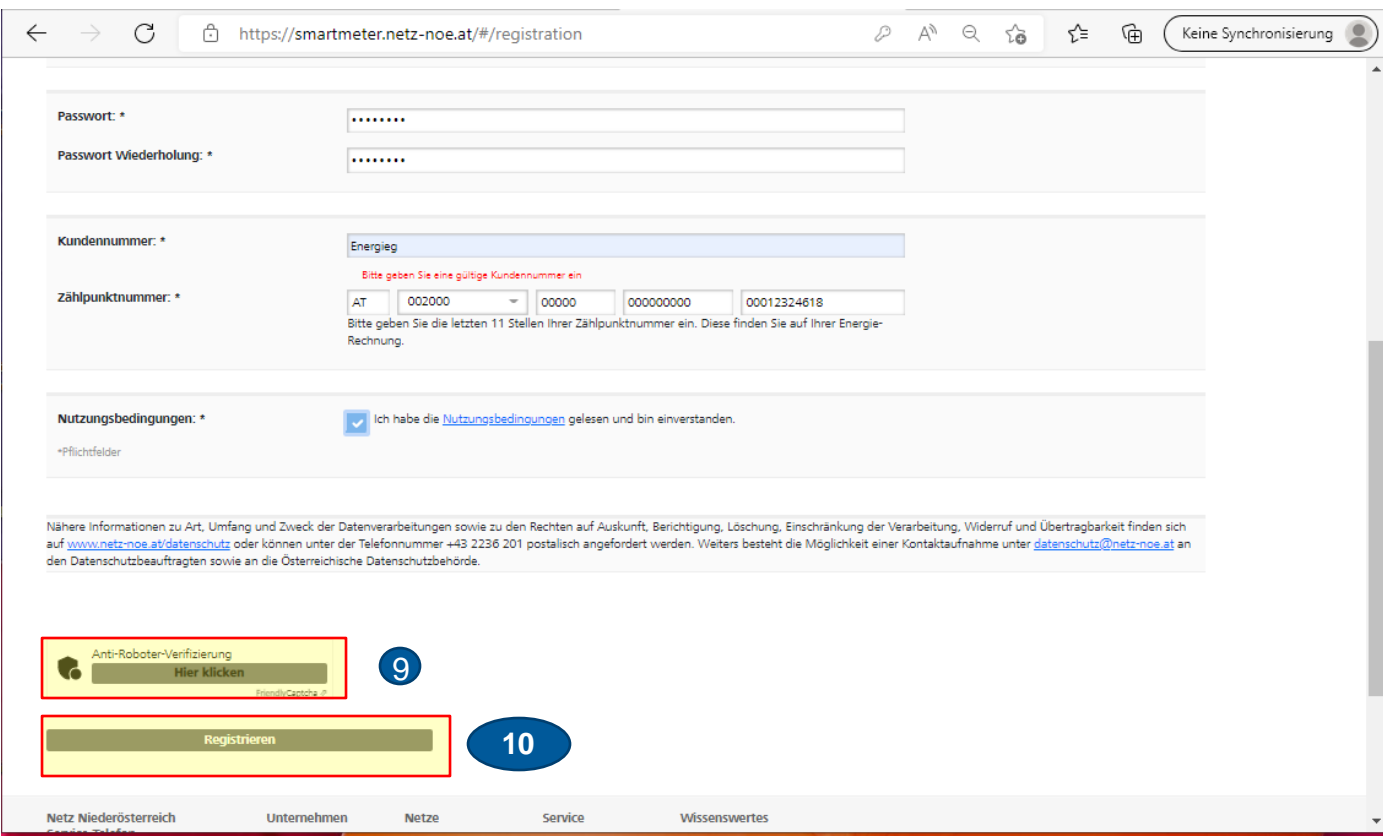 https://smartmeter.netz-noe.at/#/registration
Keine Synchronisierung
Passwort: *
••••••••
Passwort Wiederholung: *
••••••••
Kundennummer: *
Energieg
Bitte geben Sie eine gültige Kundennummer ein
Zählpunktnummer: *
AT 002000 00000 000000000 00012324618
Bitte geben Sie die letzten 11 Stellen Ihrer Zählpunktnummer ein. Diese finden Sie auf Ihrer Energie-
Rechnung.
Nutzungsbedingungen: *
Ich habe die Nutzungsbedingungen gelesen und bin einverstanden.
*Pflichtfelder
Nähere Informationen zu Art, Umfang und Zweck der Datenverarbeitungen sowie zu den Rechten auf Auskunft, Berichtigung, Löschung, Einschränkung der Verarbeitung, Widerruf und Übertragbarkeit finden sich
auf www.netz-noe.at/datenschutz oder können unter der Telefonnummer +43 2236 201 postalisch angefordert werden. Weiters besteht die Möglichkeit einer Kontaktaufnahme unter datenschutz@netz-noe.at an
den Datenschutzbeauftragten sowie an die Österreichische Datenschutzbehörde.
Anti-Roboter-Verifizierung
Hier klicken
FriendlyCaptcha
9
Registrieren
10
Netz Niederösterreich Unternehmen Netze Service Wissenswertes
Service-Telefon